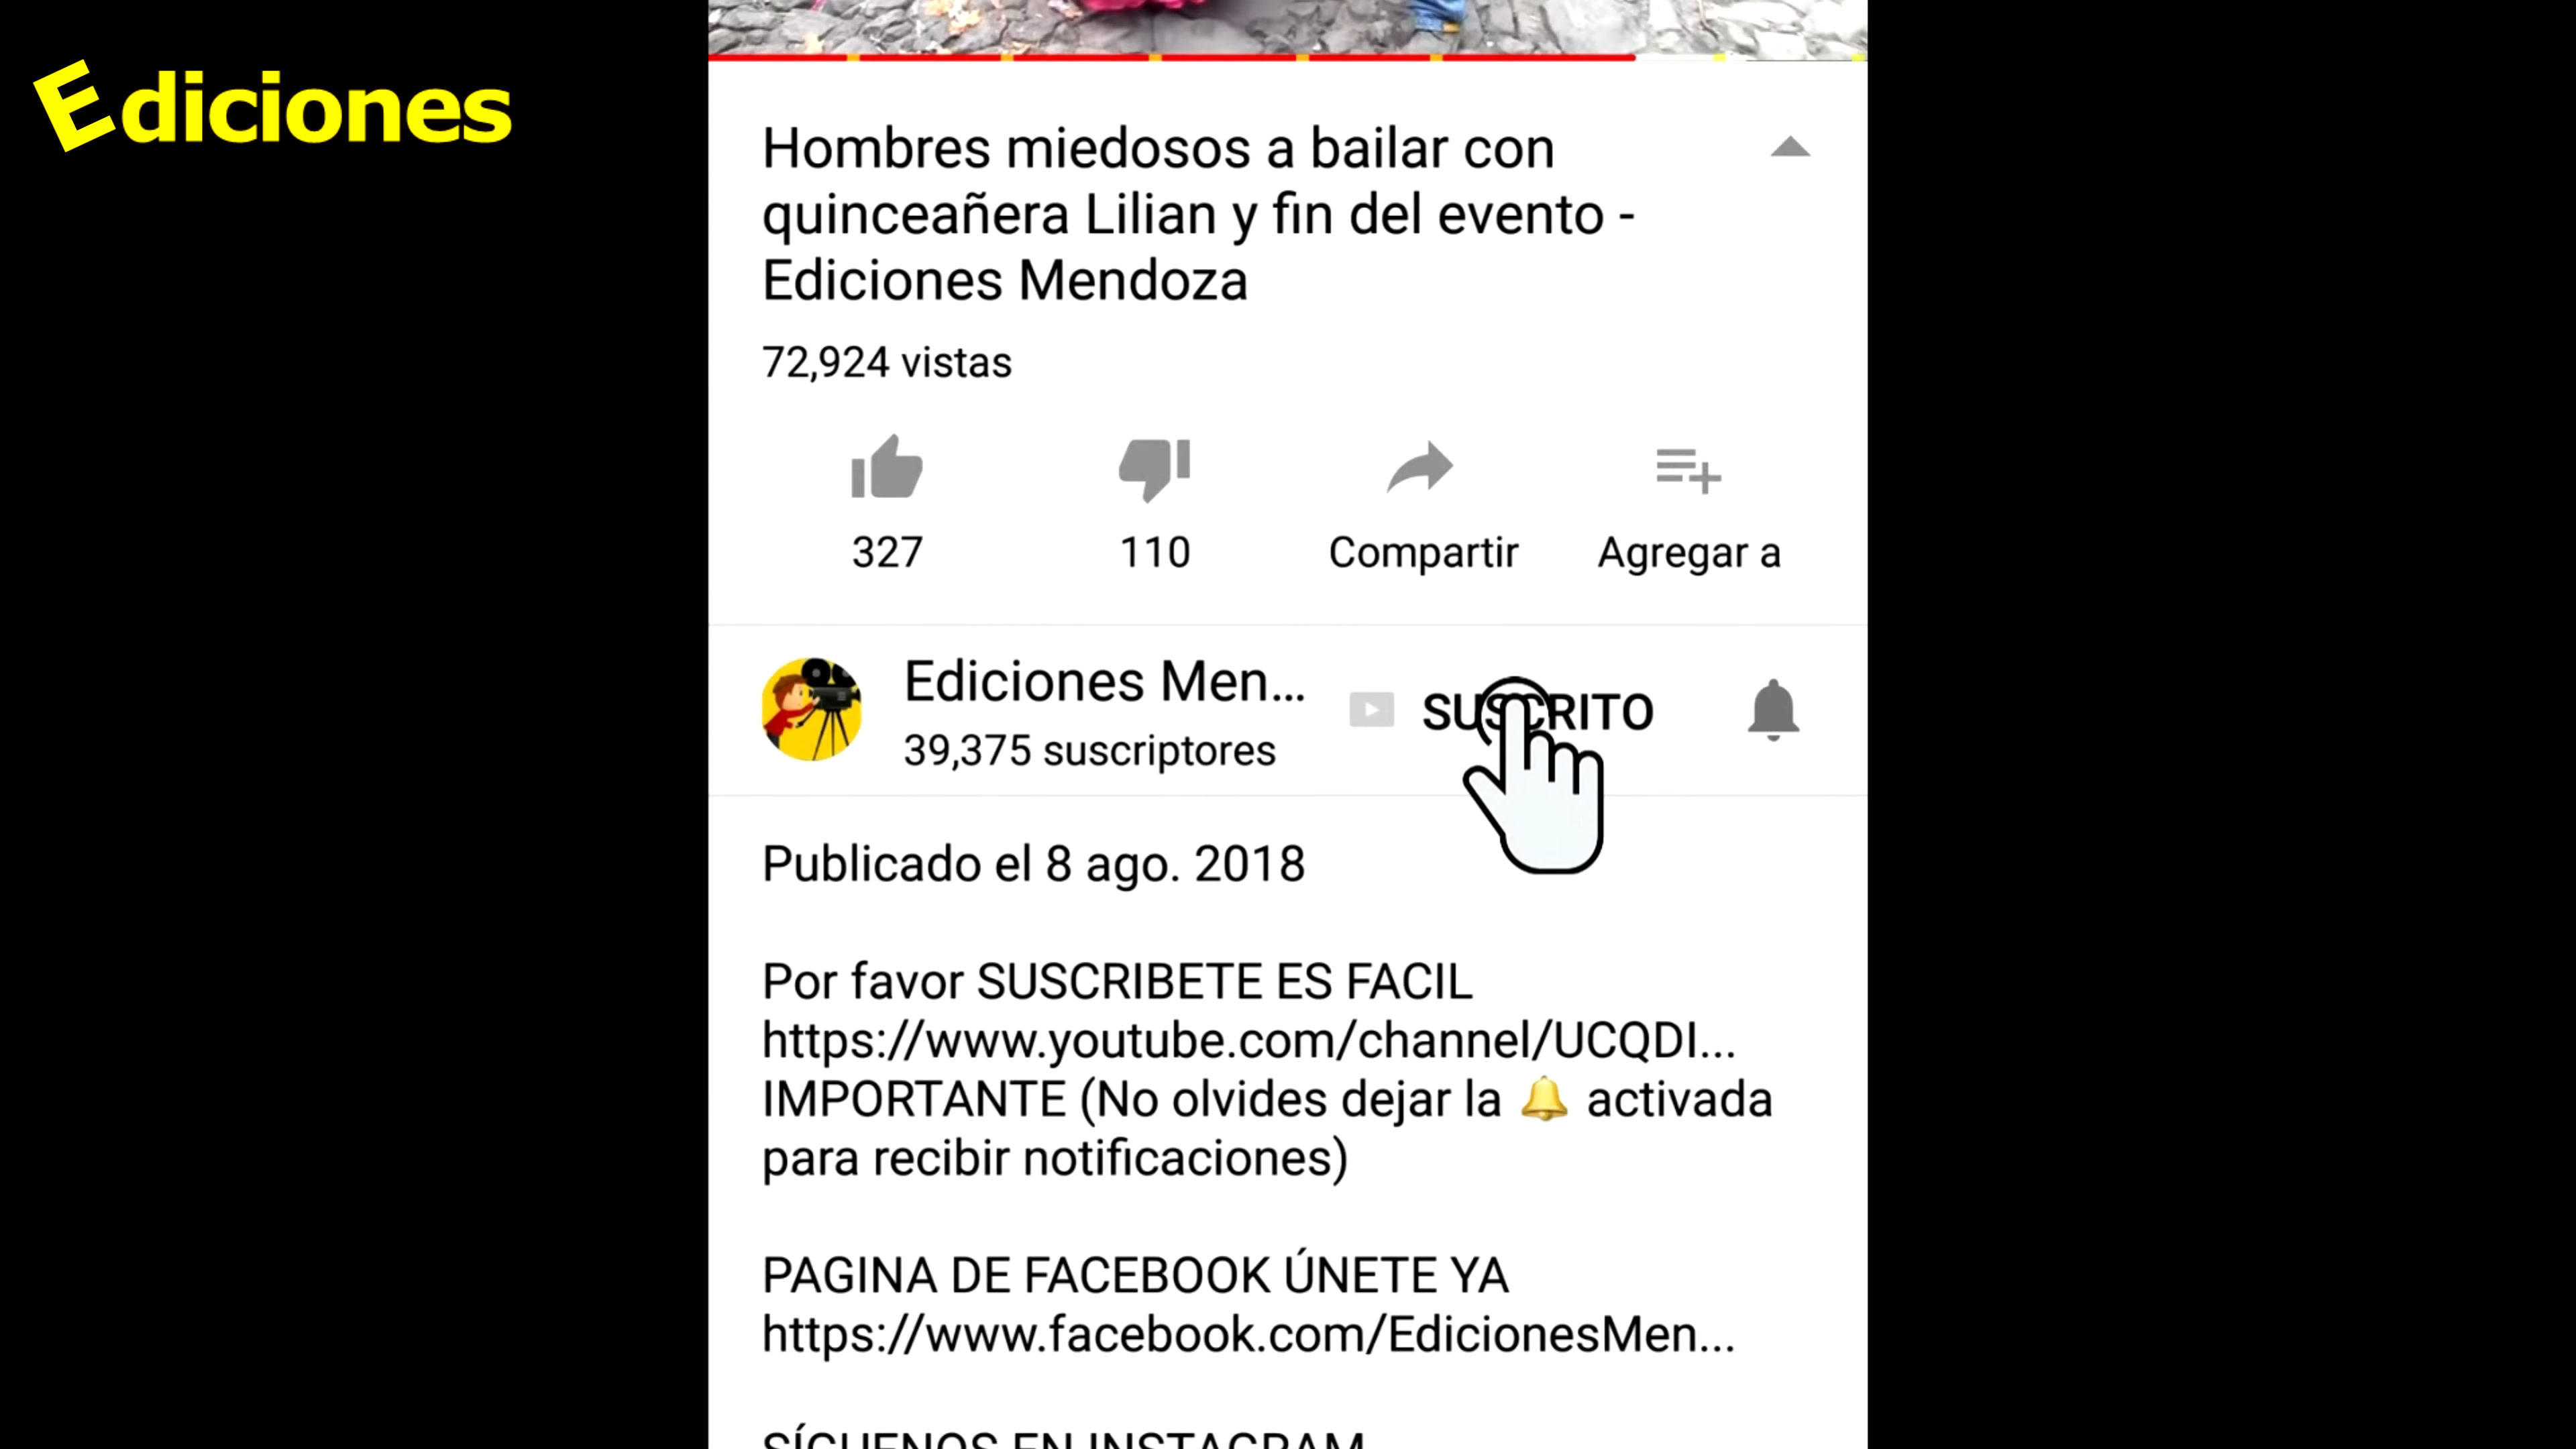 Ediciones
Hombres miedosos a bailar con
quinceañera Lilian y fin del evento -
Ediciones Mendoza
72,924 vistas
327
110
Compartir
Agregar a
Ediciones Men...
39,375 suscriptores
SUSCRITO
Publicado el 8 ago. 2018
Por favor SUSCRIBETE ES FACIL
https://www.youtube.com/channel/UCQDI...
IMPORTANTE (No olvides dejar la 🔔 activada
para recibir notificaciones)
PAGINA DE FACEBOOK ÚNETE YA
https://www.facebook.com/EdicionesMen...
SÍGUENOS EN INSTAGRAM